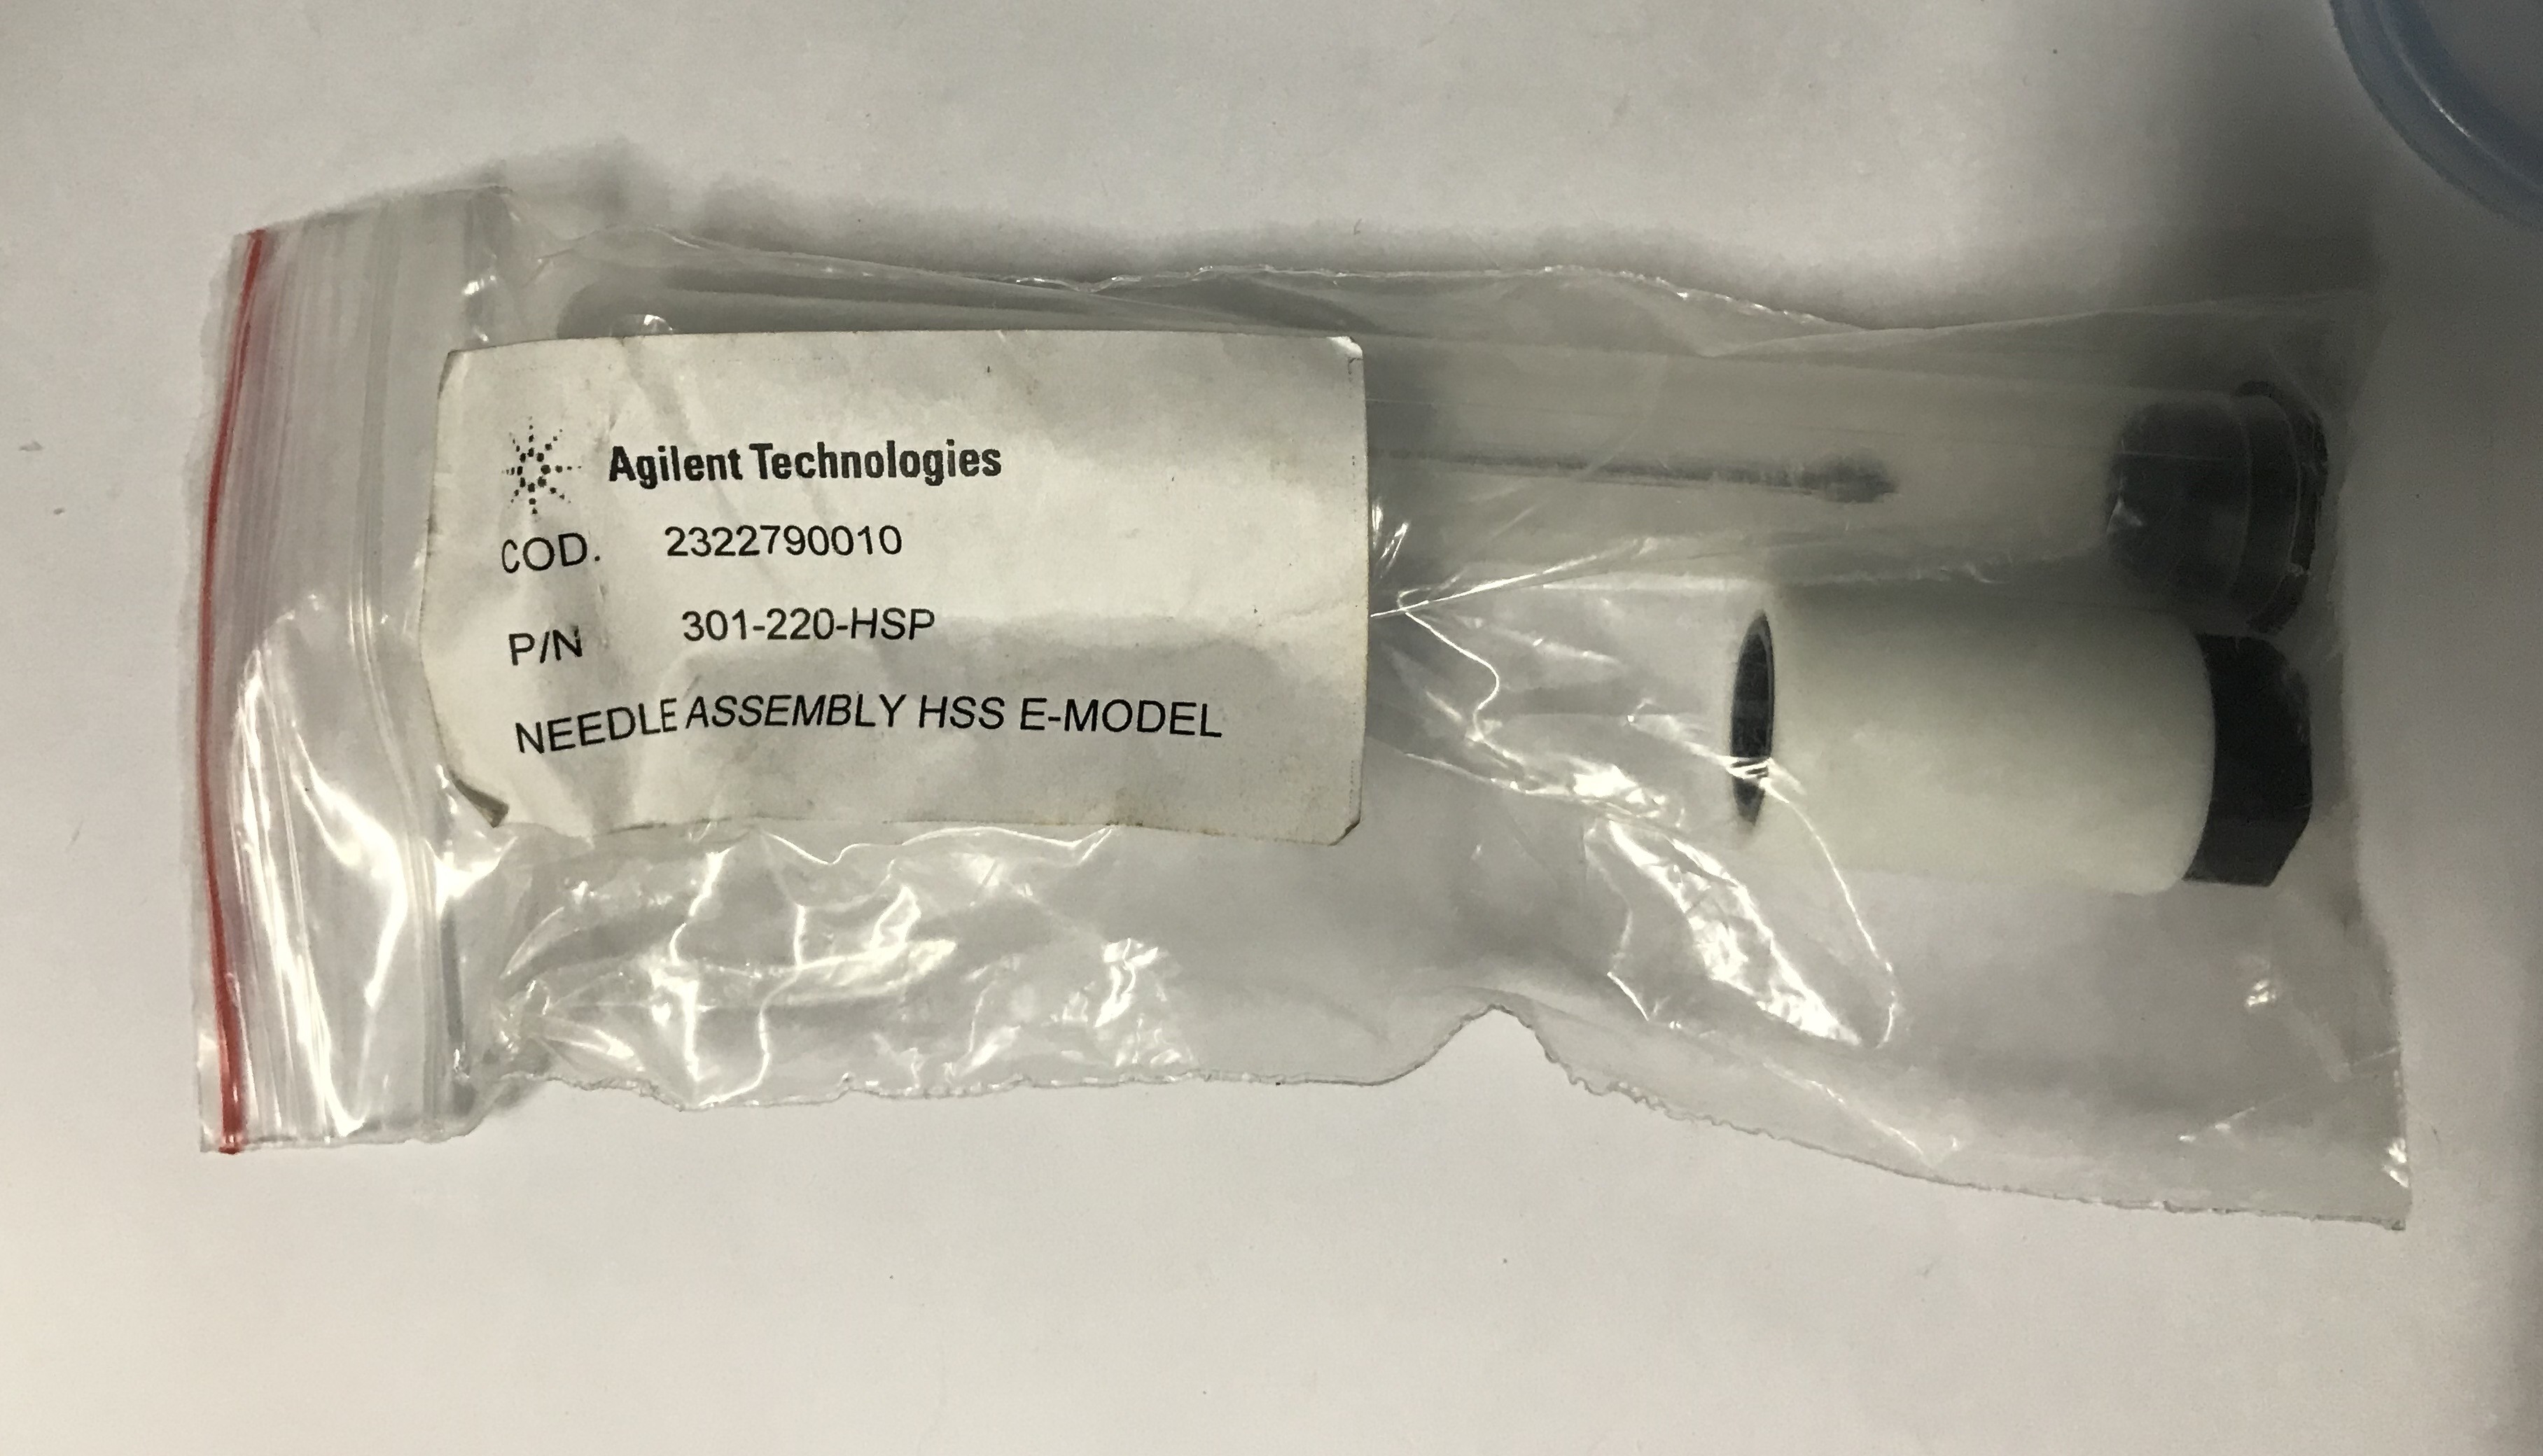 Agilent Technologies
COD. 2322790010
P/N 301-220-HSP
NEEDLE ASSEMBLY HSS E-MODEL